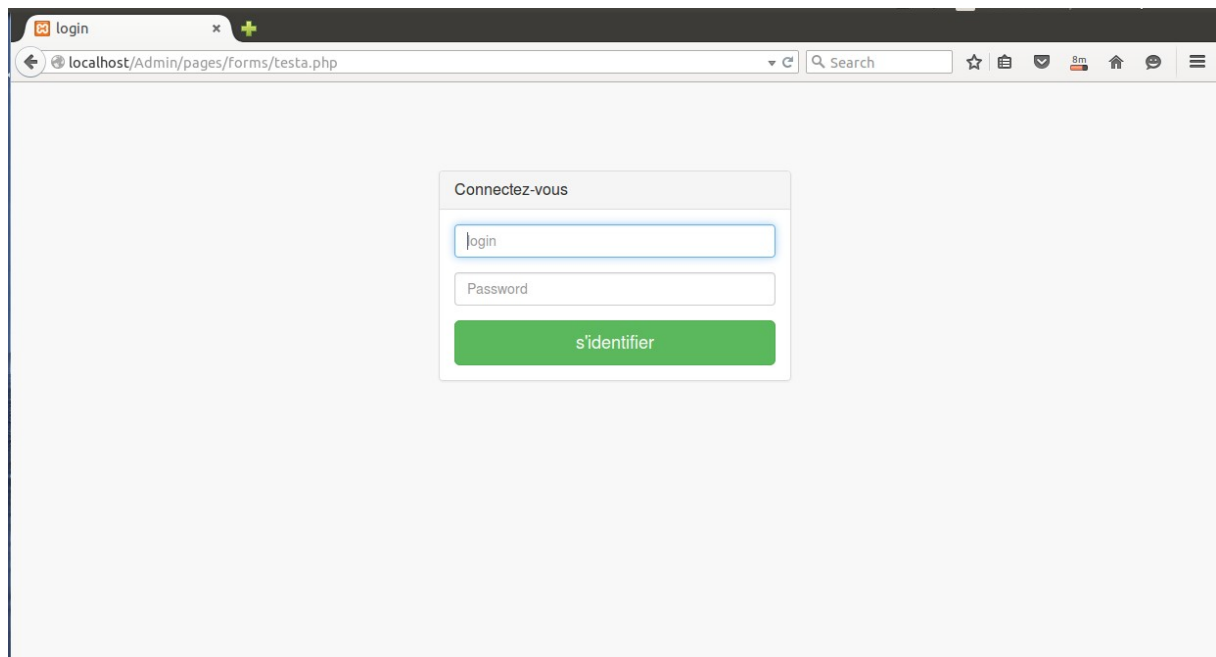 login
localhost/Admin/pages/forms/testa.php
Search
8m
Connectez-vous
login
Password
s'identifier